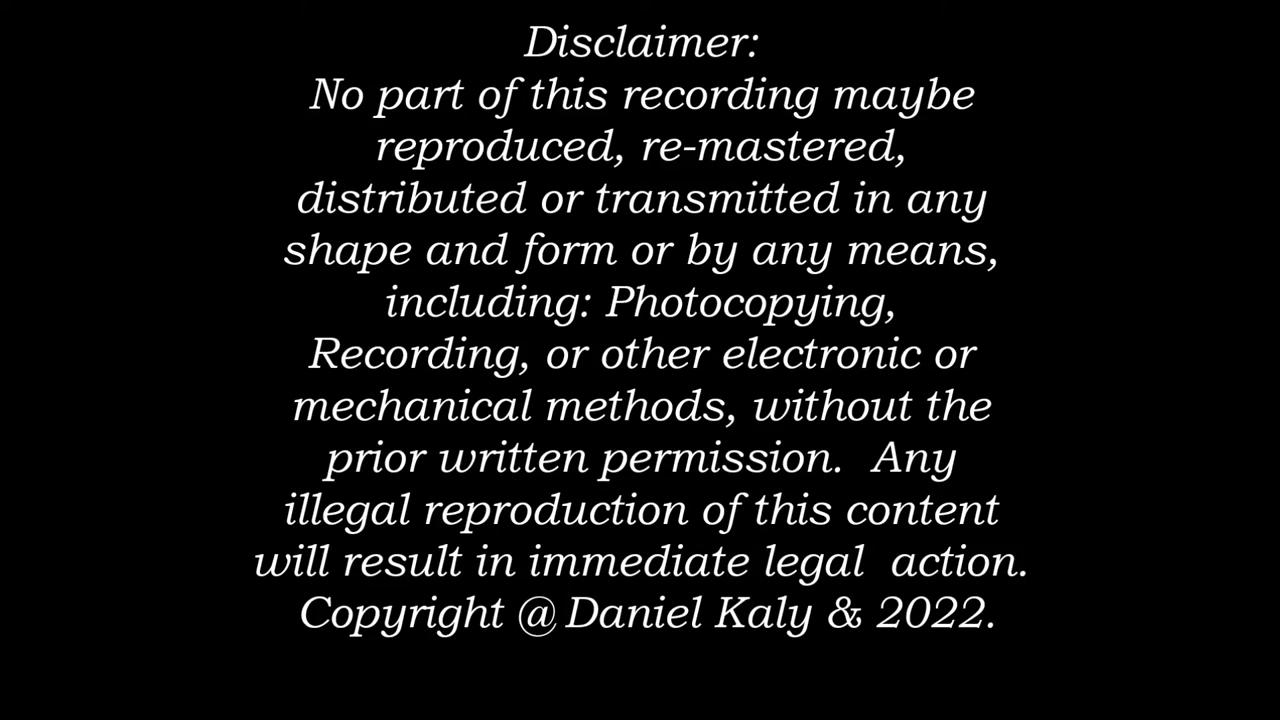 Disclaimer:
No part of this recording maybe
reproduced, re-mastered,
distributed or transmitted in any
shape and form or by any means,
including: Photocopying,
Recording, or other electronic or
mechanical methods, without the
prior written permission.  Any
illegal reproduction of this content
will result in immediate legal  action.
Copyright @ Daniel Kaly & 2022.